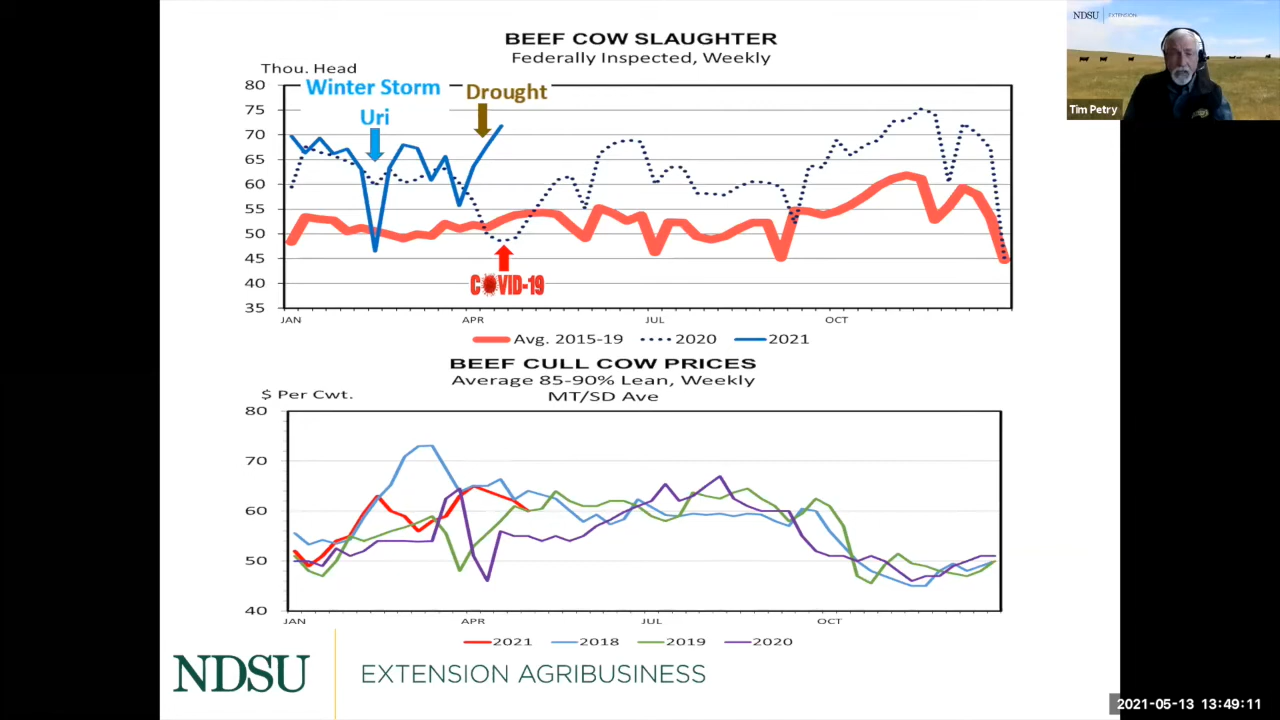 BEEF COW SLAUGHTER
Federally Inspected, Weekly
Thou. Head
80
75
70
65
60
55
50
45
40
35
Winter Storm
Uri
Drought
COVID-19
JAN
APR
JUL
OCT
Avg. 2015-19
2020
2021
BEEF CULL COW PRICES
Average 85-90% Lean, Weekly
MT/SD Ave
$ Per Cwt.
80
70
60
50
40
JAN
APR
JUL
OCT
2021
2018
2019
2020
NDSU
EXTENSION AGRIBUSINESS
NDSU EXTENSION
Tim Petry
2021-05-13 13:49:11